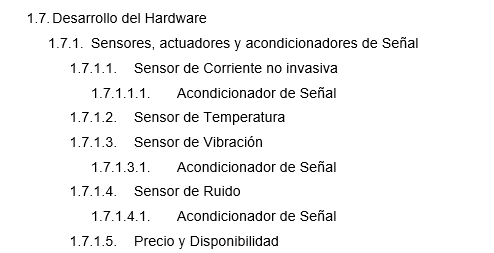 1.7. Desarrollo del Hardware
1.7.1. Sensores, actuadores y acondicionadores de Señal
1.7.1.1. Sensor de Corriente no invasiva
1.7.1.1.1. Acondicionador de Señal
1.7.1.2. Sensor de Temperatura
1.7.1.3. Sensor de Vibración
1.7.1.3.1. Acondicionador de Señal
1.7.1.4. Sensor de Ruido
1.7.1.4.1. Acondicionador de Señal
1.7.1.5. Precio y Disponibilidad